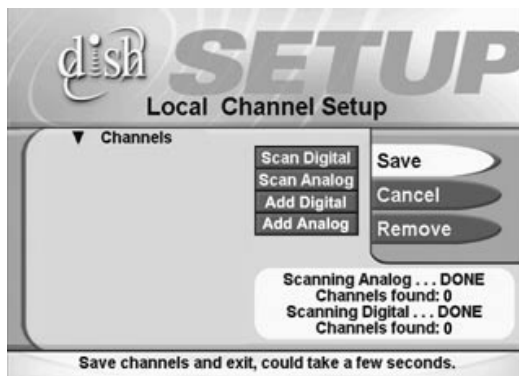 dish SETUP
Local Channel Setup
▼ Channels
Scan Digital
Scan Analog
Add Digital
Add Analog
Save
Cancel
Remove
Scanning Analog . . . DONE
Channels found: 0
Scanning Digital . . . DONE
Channels found: 0
Save channels and exit, could take a few seconds.